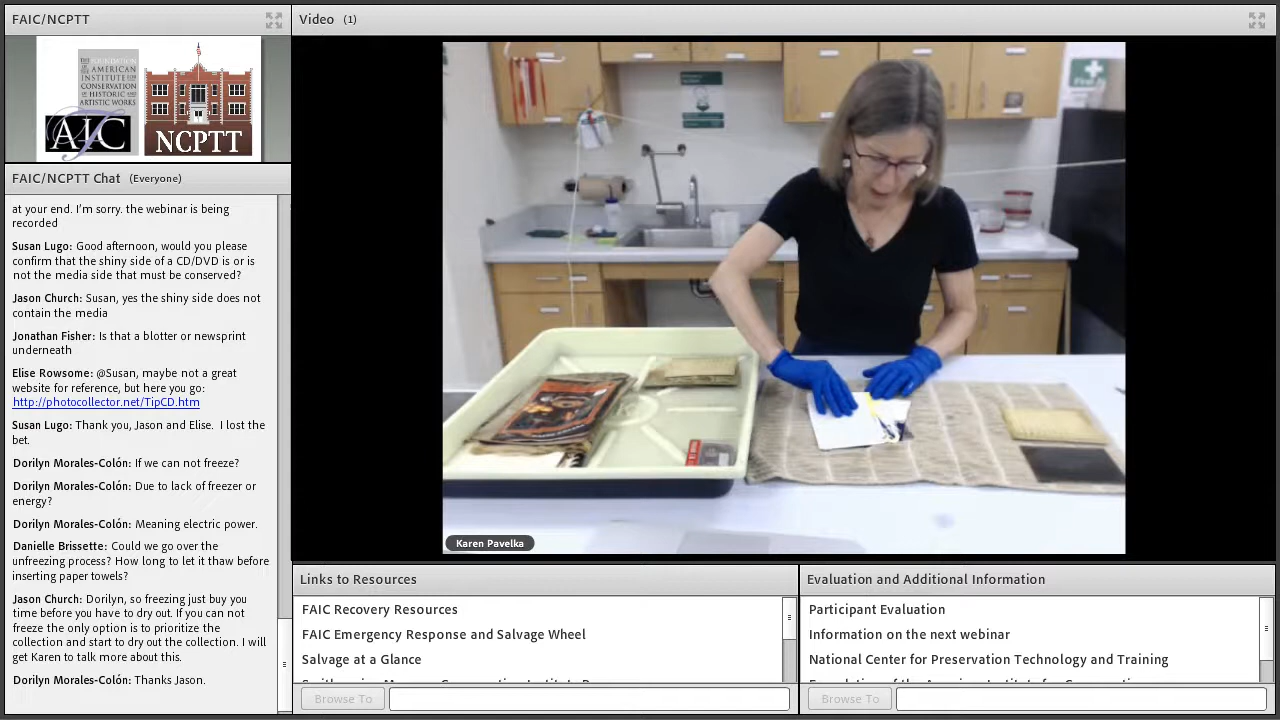 FAIC/NCPTT
AMERICAN
INSTITUTE
CONSERVATION
OF HISTORIC
ARTISTIC WORKS
AIC
NCPTT
FAIC/NCPTT Chat (Everyone)
at your end. I'm sorry. the webinar is being
recorded
Susan Lugo: Good afternoon, would you please
confirm that the shiny side of a CD/DVD is or is
not the media side that must be conserved?
Jason Church: Susan, yes the shiny side does not
contain the media
Jonathan Fisher: Is that a blotter or newsprint
underneath
Elise Rowsome: @Susan, maybe not a great
website for reference, but here you go:
http://photocollector.net/TipCD.htm
Susan Lugo: Thank you, Jason and Elise. I lost the
bet.
Dorilyn Morales-Colón: If we can not freeze?
Dorilyn Morales-Colón: Due to lack of freezer or
energy?
Dorilyn Morales-Colón: Meaning electric power.
Danielle Brissette: Could we go over the
unfreezing process? How long to let it thaw before
inserting paper towels?
Jason Church: Dorilyn, so freezing just buy you
time before you have to dry out. If you can not
freeze the only option is to prioritize the
collection and start to dry out the collection. I will
get Karen to talk more about this.
Dorilyn Morales-Colón: Thanks Jason.
Video (1)
Karen Pavelka
Links to Resources
FAIC Recovery Resources
FAIC Emergency Response and Salvage Wheel
Salvage at a Glance
Browse To
Evaluation and Additional Information
Participant Evaluation
Information on the next webinar
National Center for Preservation Technology and Training
Browse To